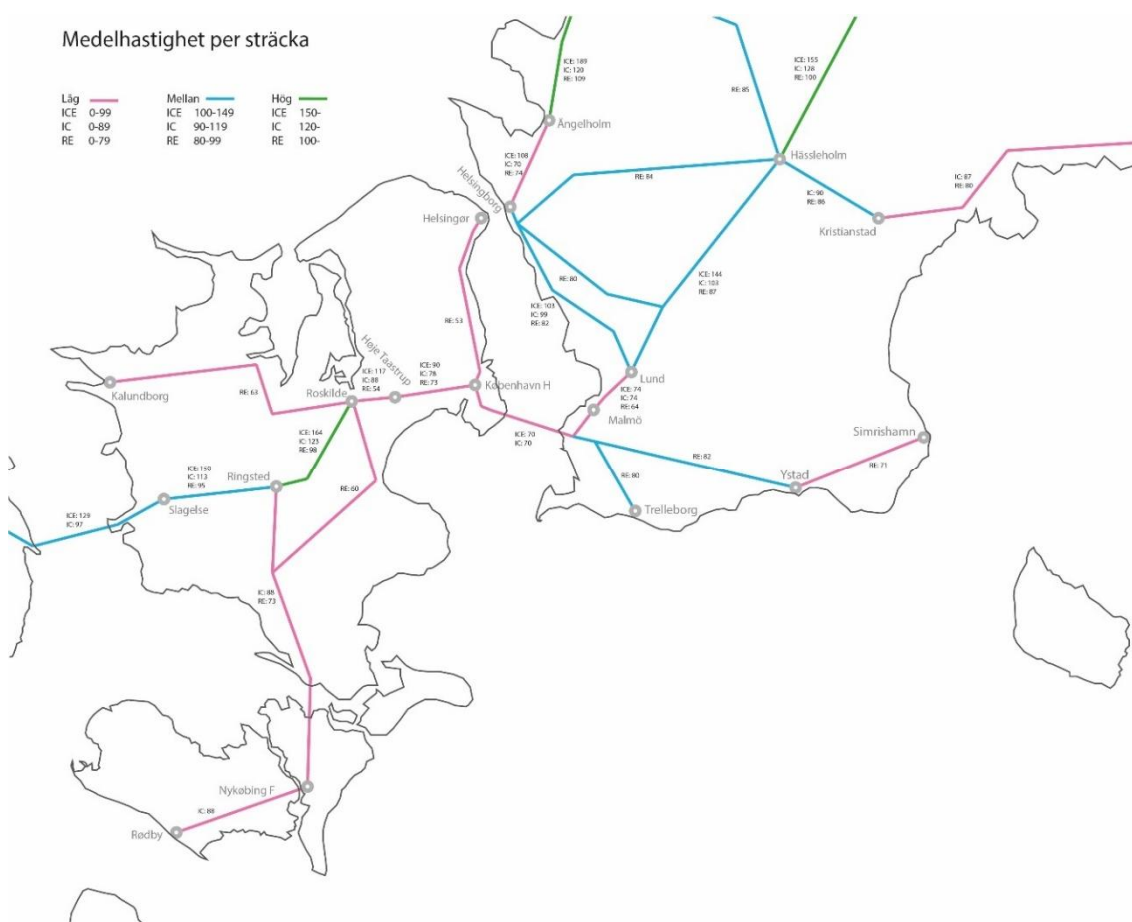 Medelhastighet per sträcka
Låg
ICE 0-99
IC 0-89
RE 0-79
Mellan
ICE 100-149
IC 90-119
RE 80-99
Hög
ICE 150-
IC 120-
RE 100-
ICE: 189
IC: 120
RE: 109
Ängelholm
RE: 85
ICE: 155
IC: 128
RE: 100
Hässleholm
ICE: 108
IC: 70
RE: 74
Helsingborg
RE: 84
IC: 90
RE: 86
IC: 87
RE: 80
Kristianstad
Helsingør
RE: 80
ICE: 144
IC: 103
RE: 87
ICE: 103
IC: 99
RE: 82
RE: 53
Høje Taastrup
ICE: 117
IC: 88
RE: 54
ICE: 90
IC: 78
RE: 73
København H
Lund
ICE: 74
IC: 74
RE: 64
Kalundborg
RE: 63
Roskilde
Malmö
ICE: 164
IC: 123
RE: 98
ICE: 70
IC: 70
Simrishamn
RE: 82
RE: 71
ICE: 150
IC: 113
RE: 95
Ringsted
RE: 60
RE: 80
Ystad
Slagelse
Trelleborg
ICE: 129
IC: 97
IC: 88
RE: 73
Nykøbing F
IC: 88
Rødby